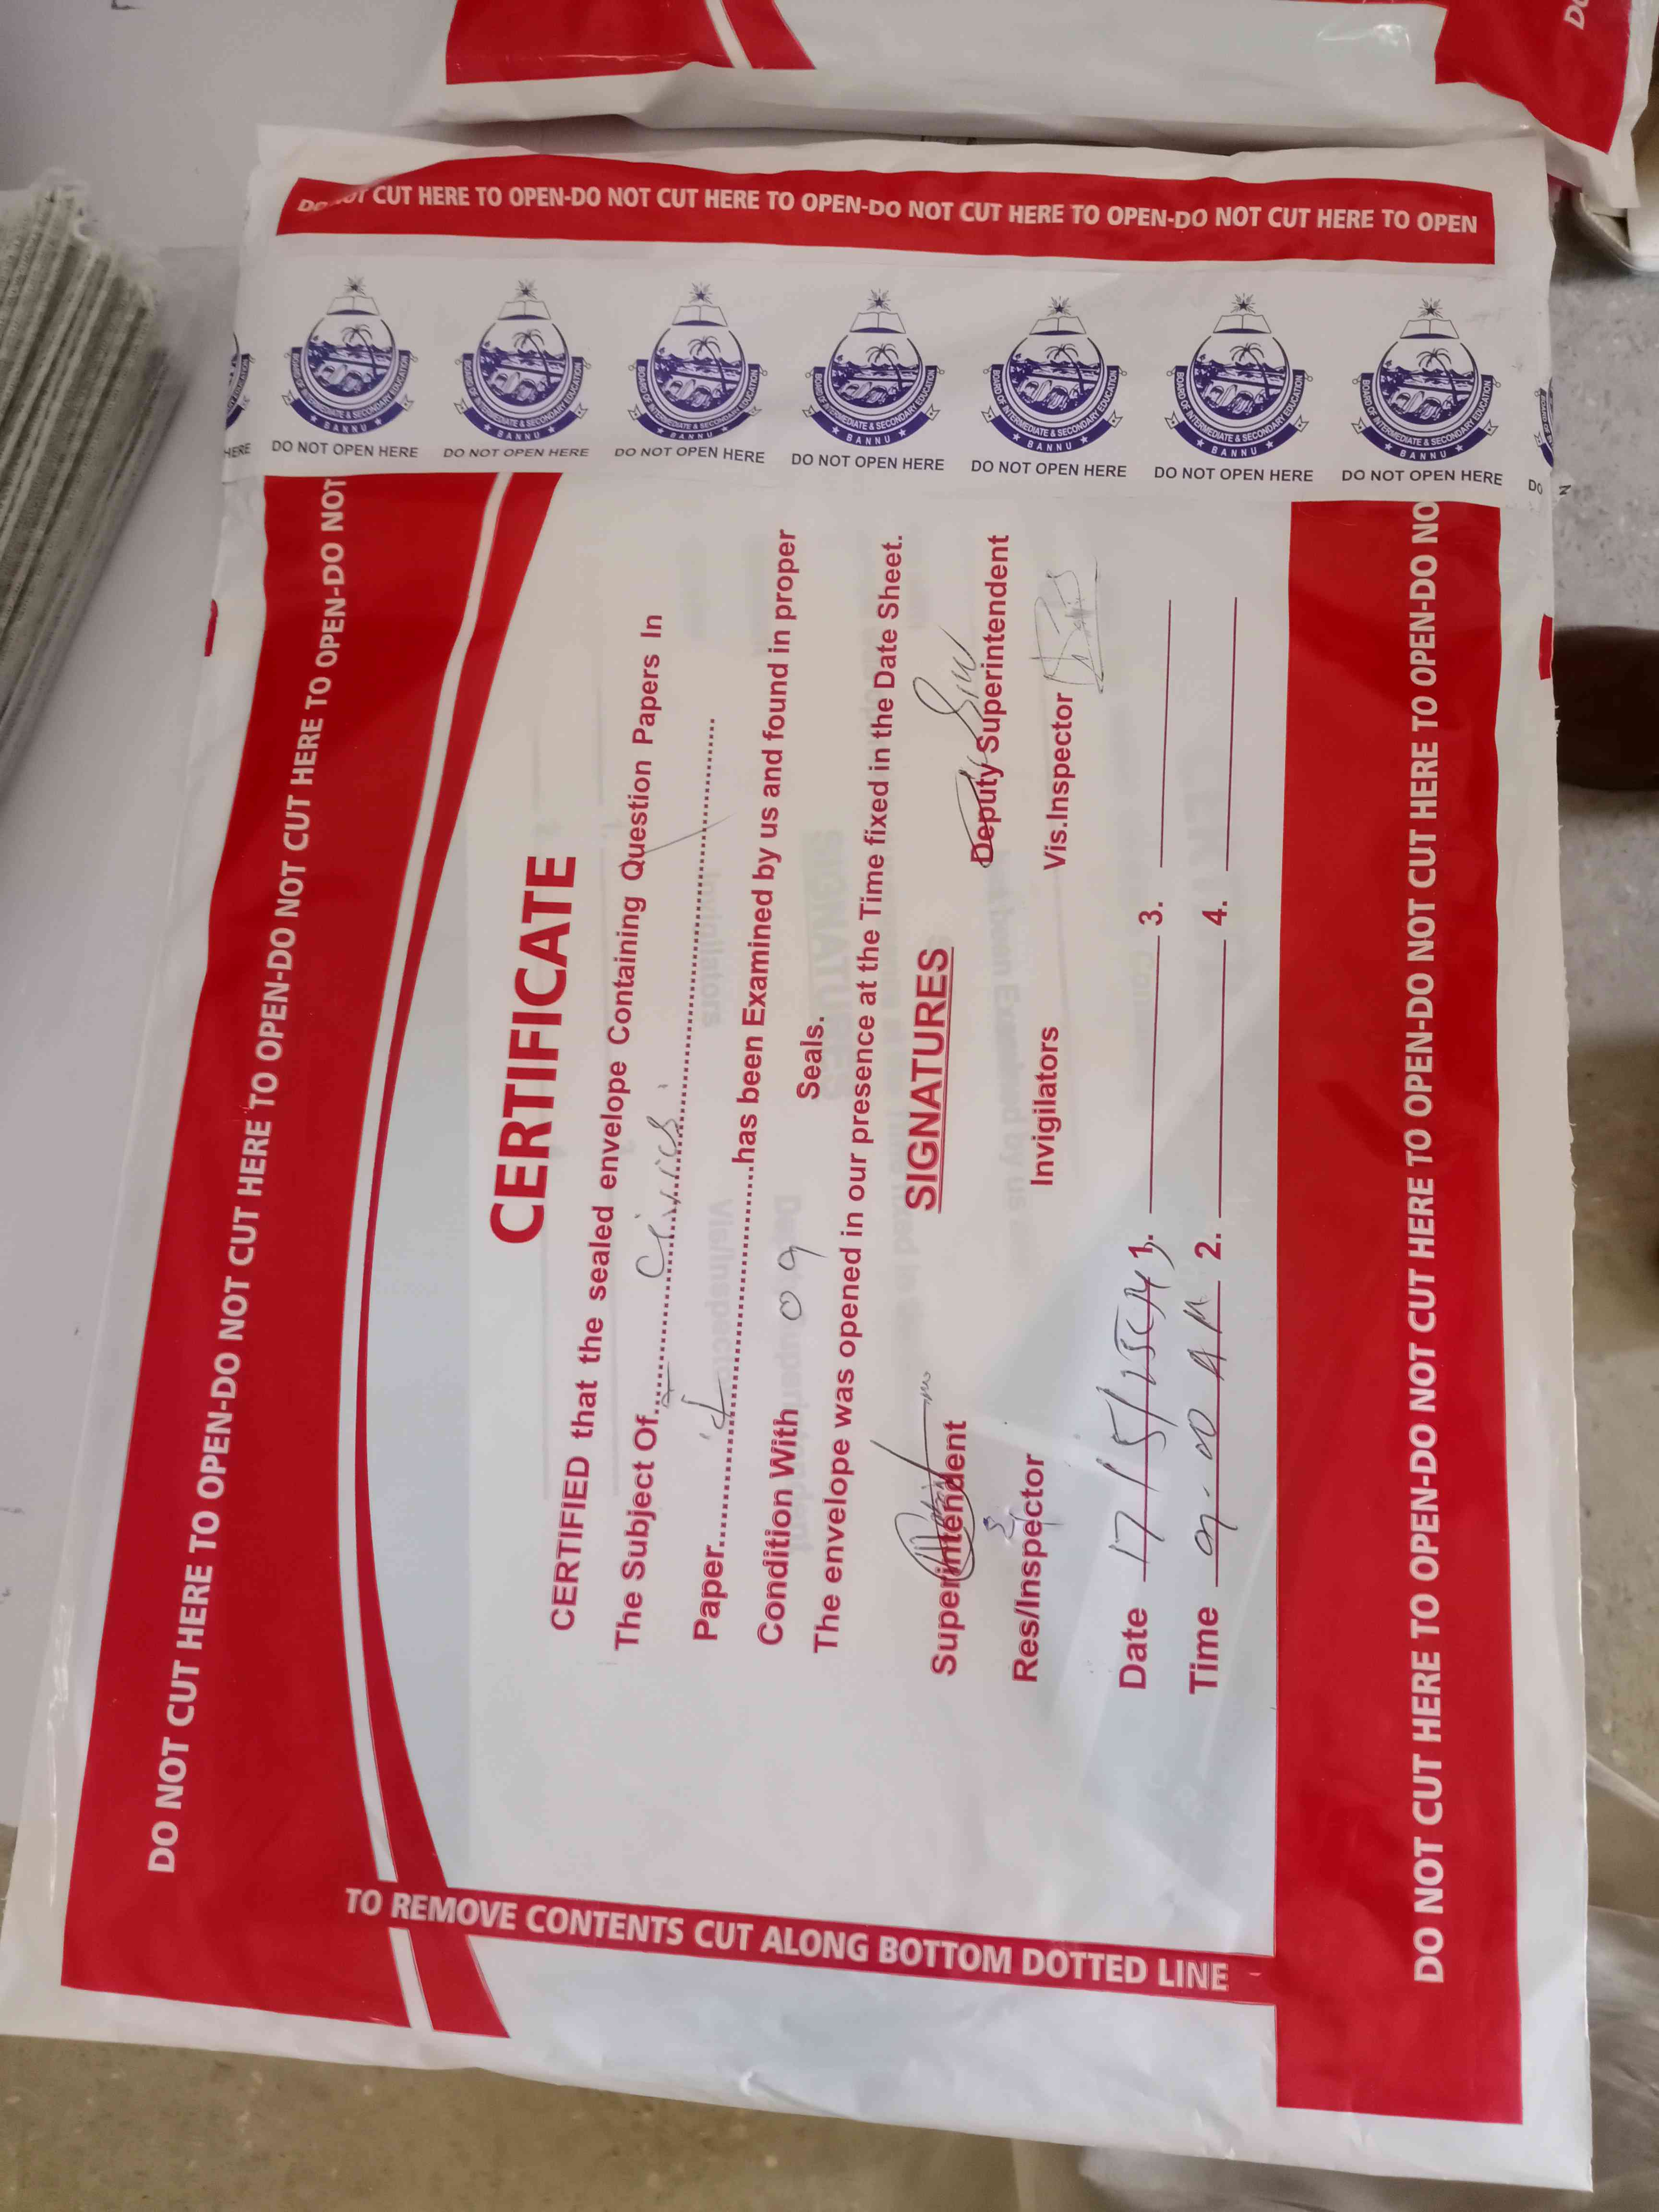 DO NOT CUT HERE TO OPEN-DO NOT CUT HERE TO OPEN-DO NOT CUT HERE TO OPEN-DO NOT CUT HERE TO OPEN
BOARD OF INTERMEDIATE & SECONDARY EDUCATION
BANNU
DO NOT OPEN HERE DO NOT OPEN HERE DO NOT OPEN HERE DO NOT OPEN HERE DO NOT OPEN HERE DO NOT OPEN HERE DO NOT OPEN HERE
DO NOT CUT HERE TO OPEN-DO NOT CUT HERE TO OPEN-DO NOT CUT HERE TO OPEN-DO NOT
CERTIFICATE
CERTIFIED that the sealed envelope Containing Question Papers In
The Subject Of Civics
Paper has been Examined by us and found in proper
Condition With 09 Seals.
The envelope was opened in our presence at the Time fixed in the Date Sheet.
SIGNATURES
Superintendent Deputy Superintendent
Res/Inspector Invigilators Vis.Inspector
Date 17/5/ 1. 3.
Time 9:00 AM 2. 4.
DO NOT CUT HERE TO OPEN-DO NOT CUT HERE TO OPEN-DO NOT CUT HERE TO OPEN-DO NO
TO REMOVE CONTENTS CUT ALONG BOTTOM DOTTED LINE